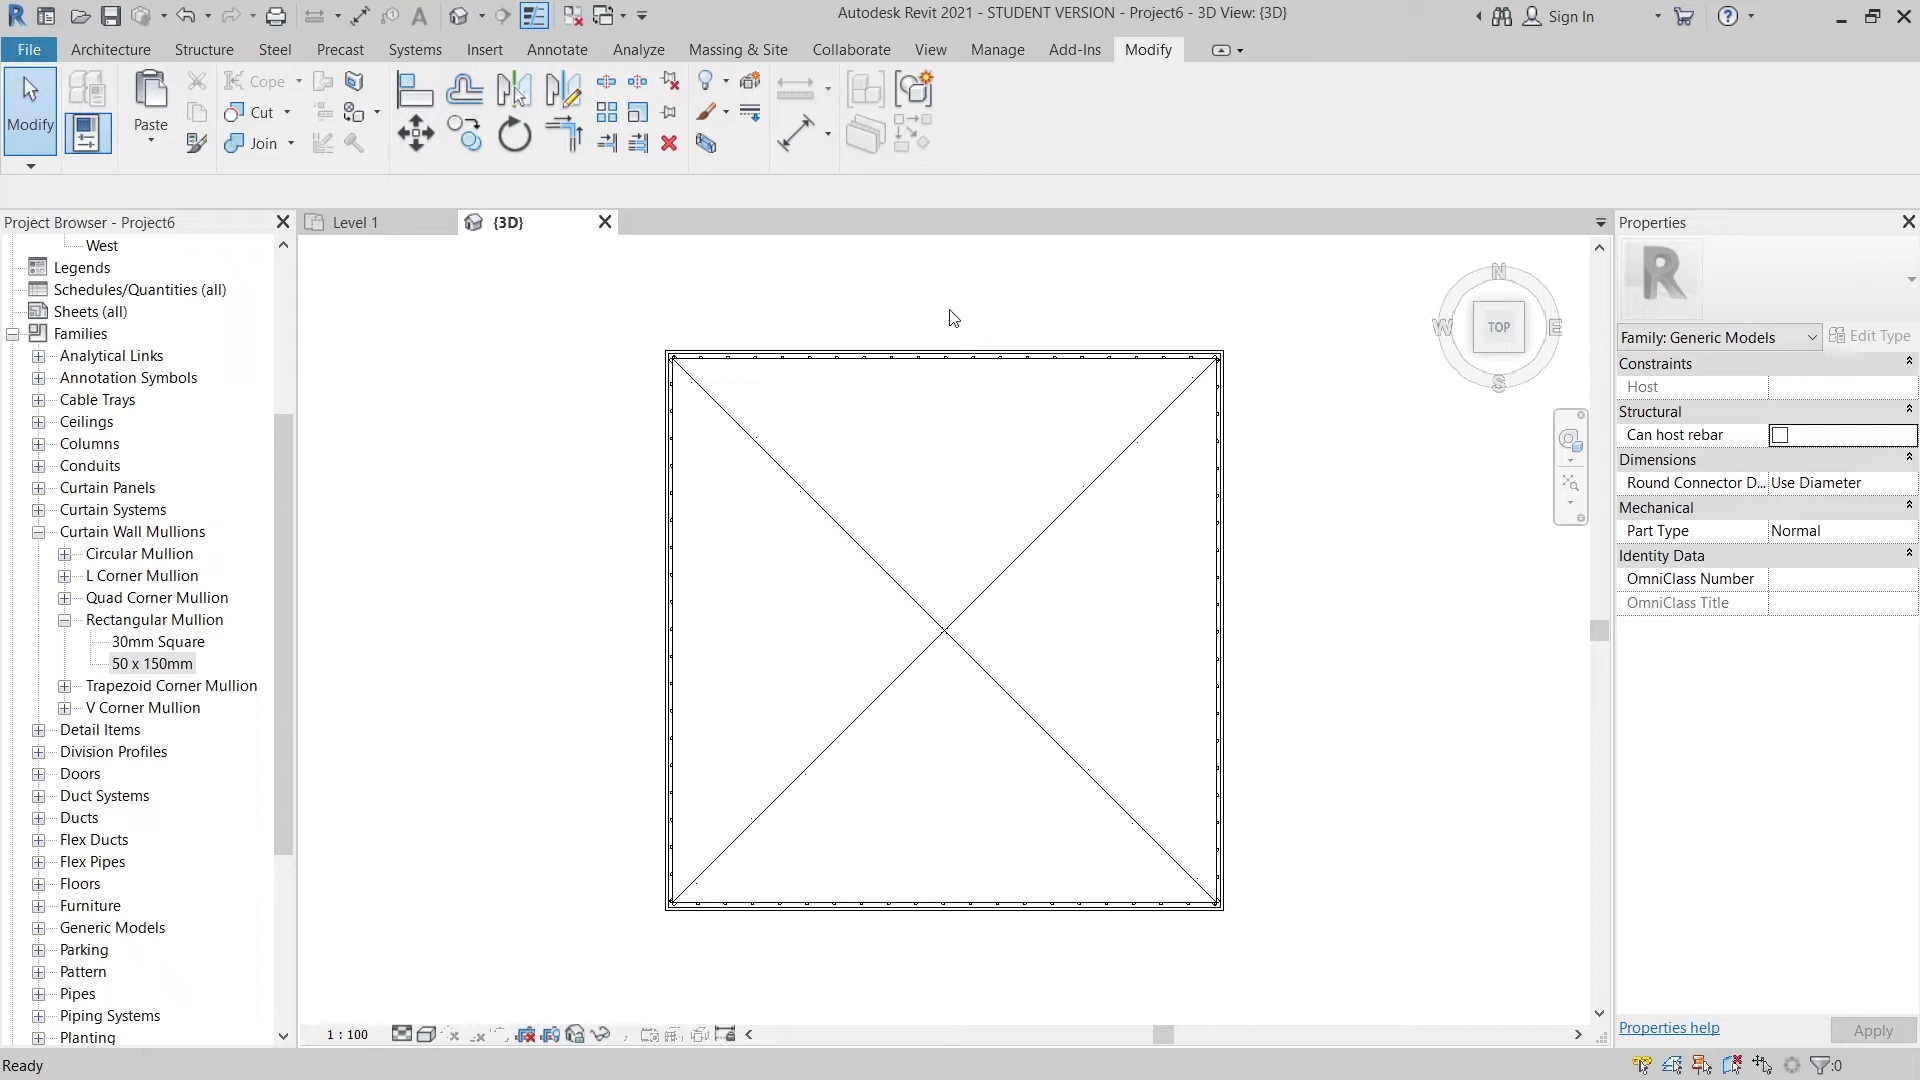 Autodesk Revit 2021 - STUDENT VERSION - Project6 - 3D View: {3D}
Sign In
File
Architecture
Structure
Steel
Precast
Systems
Insert
Annotate
Analyze
Massing & Site
Collaborate
View
Manage
Add-Ins
Modify
Modify
Paste
Cope
Cut
Join
Project Browser - Project6
West
Legends
Schedules/Quantities (all)
Sheets (all)
Families
Analytical Links
Annotation Symbols
Cable Trays
Ceilings
Columns
Conduits
Curtain Panels
Curtain Systems
Curtain Wall Mullions
Circular Mullion
L Corner Mullion
Quad Corner Mullion
Rectangular Mullion
30mm Square
50 x 150mm
Trapezoid Corner Mullion
V Corner Mullion
Detail Items
Division Profiles
Doors
Duct Systems
Ducts
Flex Ducts
Flex Pipes
Floors
Furniture
Generic Models
Parking
Pattern
Pipes
Piping Systems
Planting
Level 1
{3D}
N
W
TOP
E
S
1 : 100
Properties
R
Family: Generic Models
Edit Type
Constraints
Host
Structural
Can host rebar
Dimensions
Round Connector D... Use Diameter
Mechanical
Part Type Normal
Identity Data
OmniClass Number
OmniClass Title
Properties help
Apply
Ready
:0